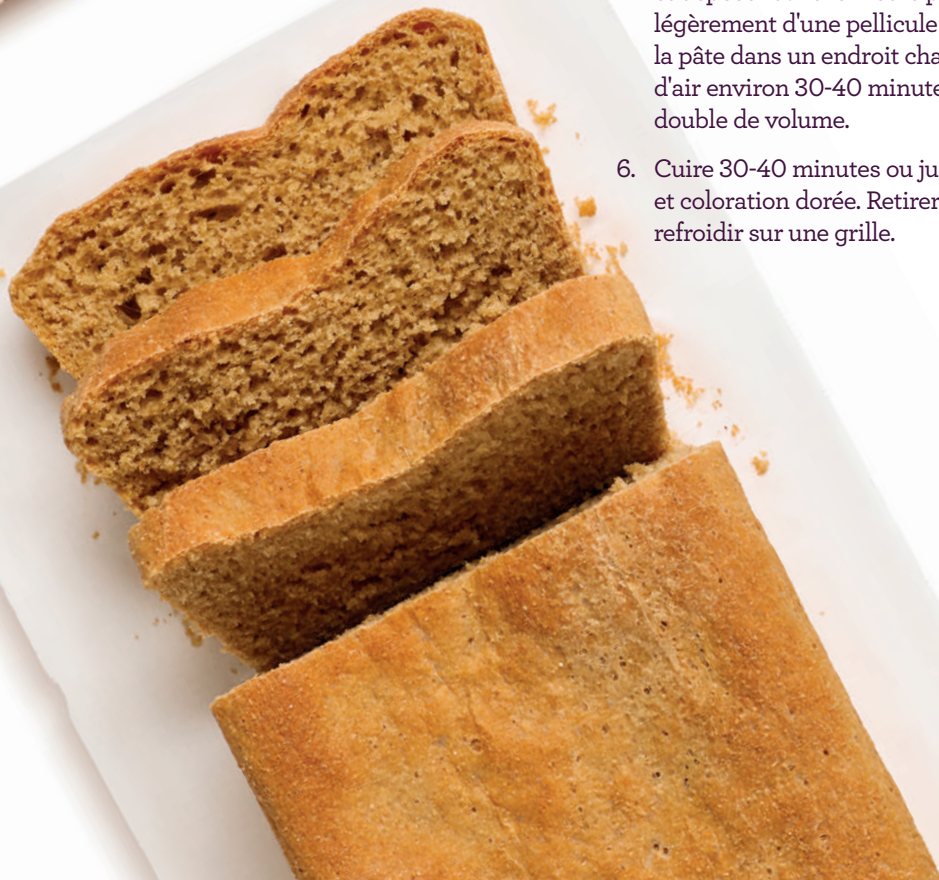 légèrement d'une pellicule
la pâte dans un endroit
d'air environ 30-40
double de volume.
6. Cuire 30-40 minutes ou
et coloration dorée. Retirer
refroidir sur une grille.